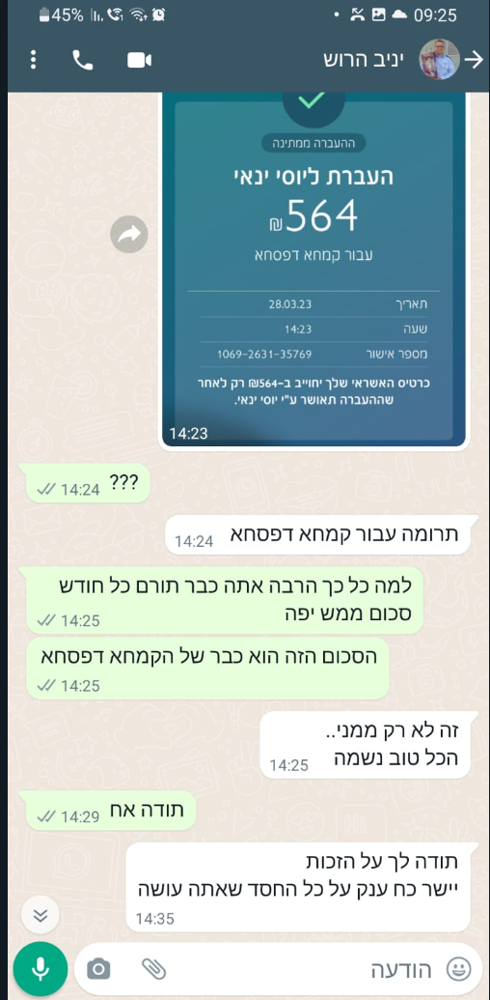 45%
09:25
יניב הרוש
ההעברה ממתינה
העברת ליוסי ינאי
564₪
עבור קמחא דפסחא
תאריך 28.03.23
שעה 14:23
מספר אישור 1069-2631-35769
כרטיס האשראי שלך יחוייב ב-564₪ רק לאחר
שההעברה תאושר ע"י יוסי ינאי.
14:23
??? 14:24
תרומה עבור קמחא דפסחא 14:24
למה כל כך הרבה אתה כבר תורם כל חודש
סכום ממש יפה 14:25
הסכום הזה הוא כבר של הקמחא דפסחא
14:25
זה לא רק ממני..
הכל טוב נשמה 14:25
תודה אח 14:29
תודה לך על הזכות
יישר כח ענק על כל החסד שאתה עושה
14:35
הודעה